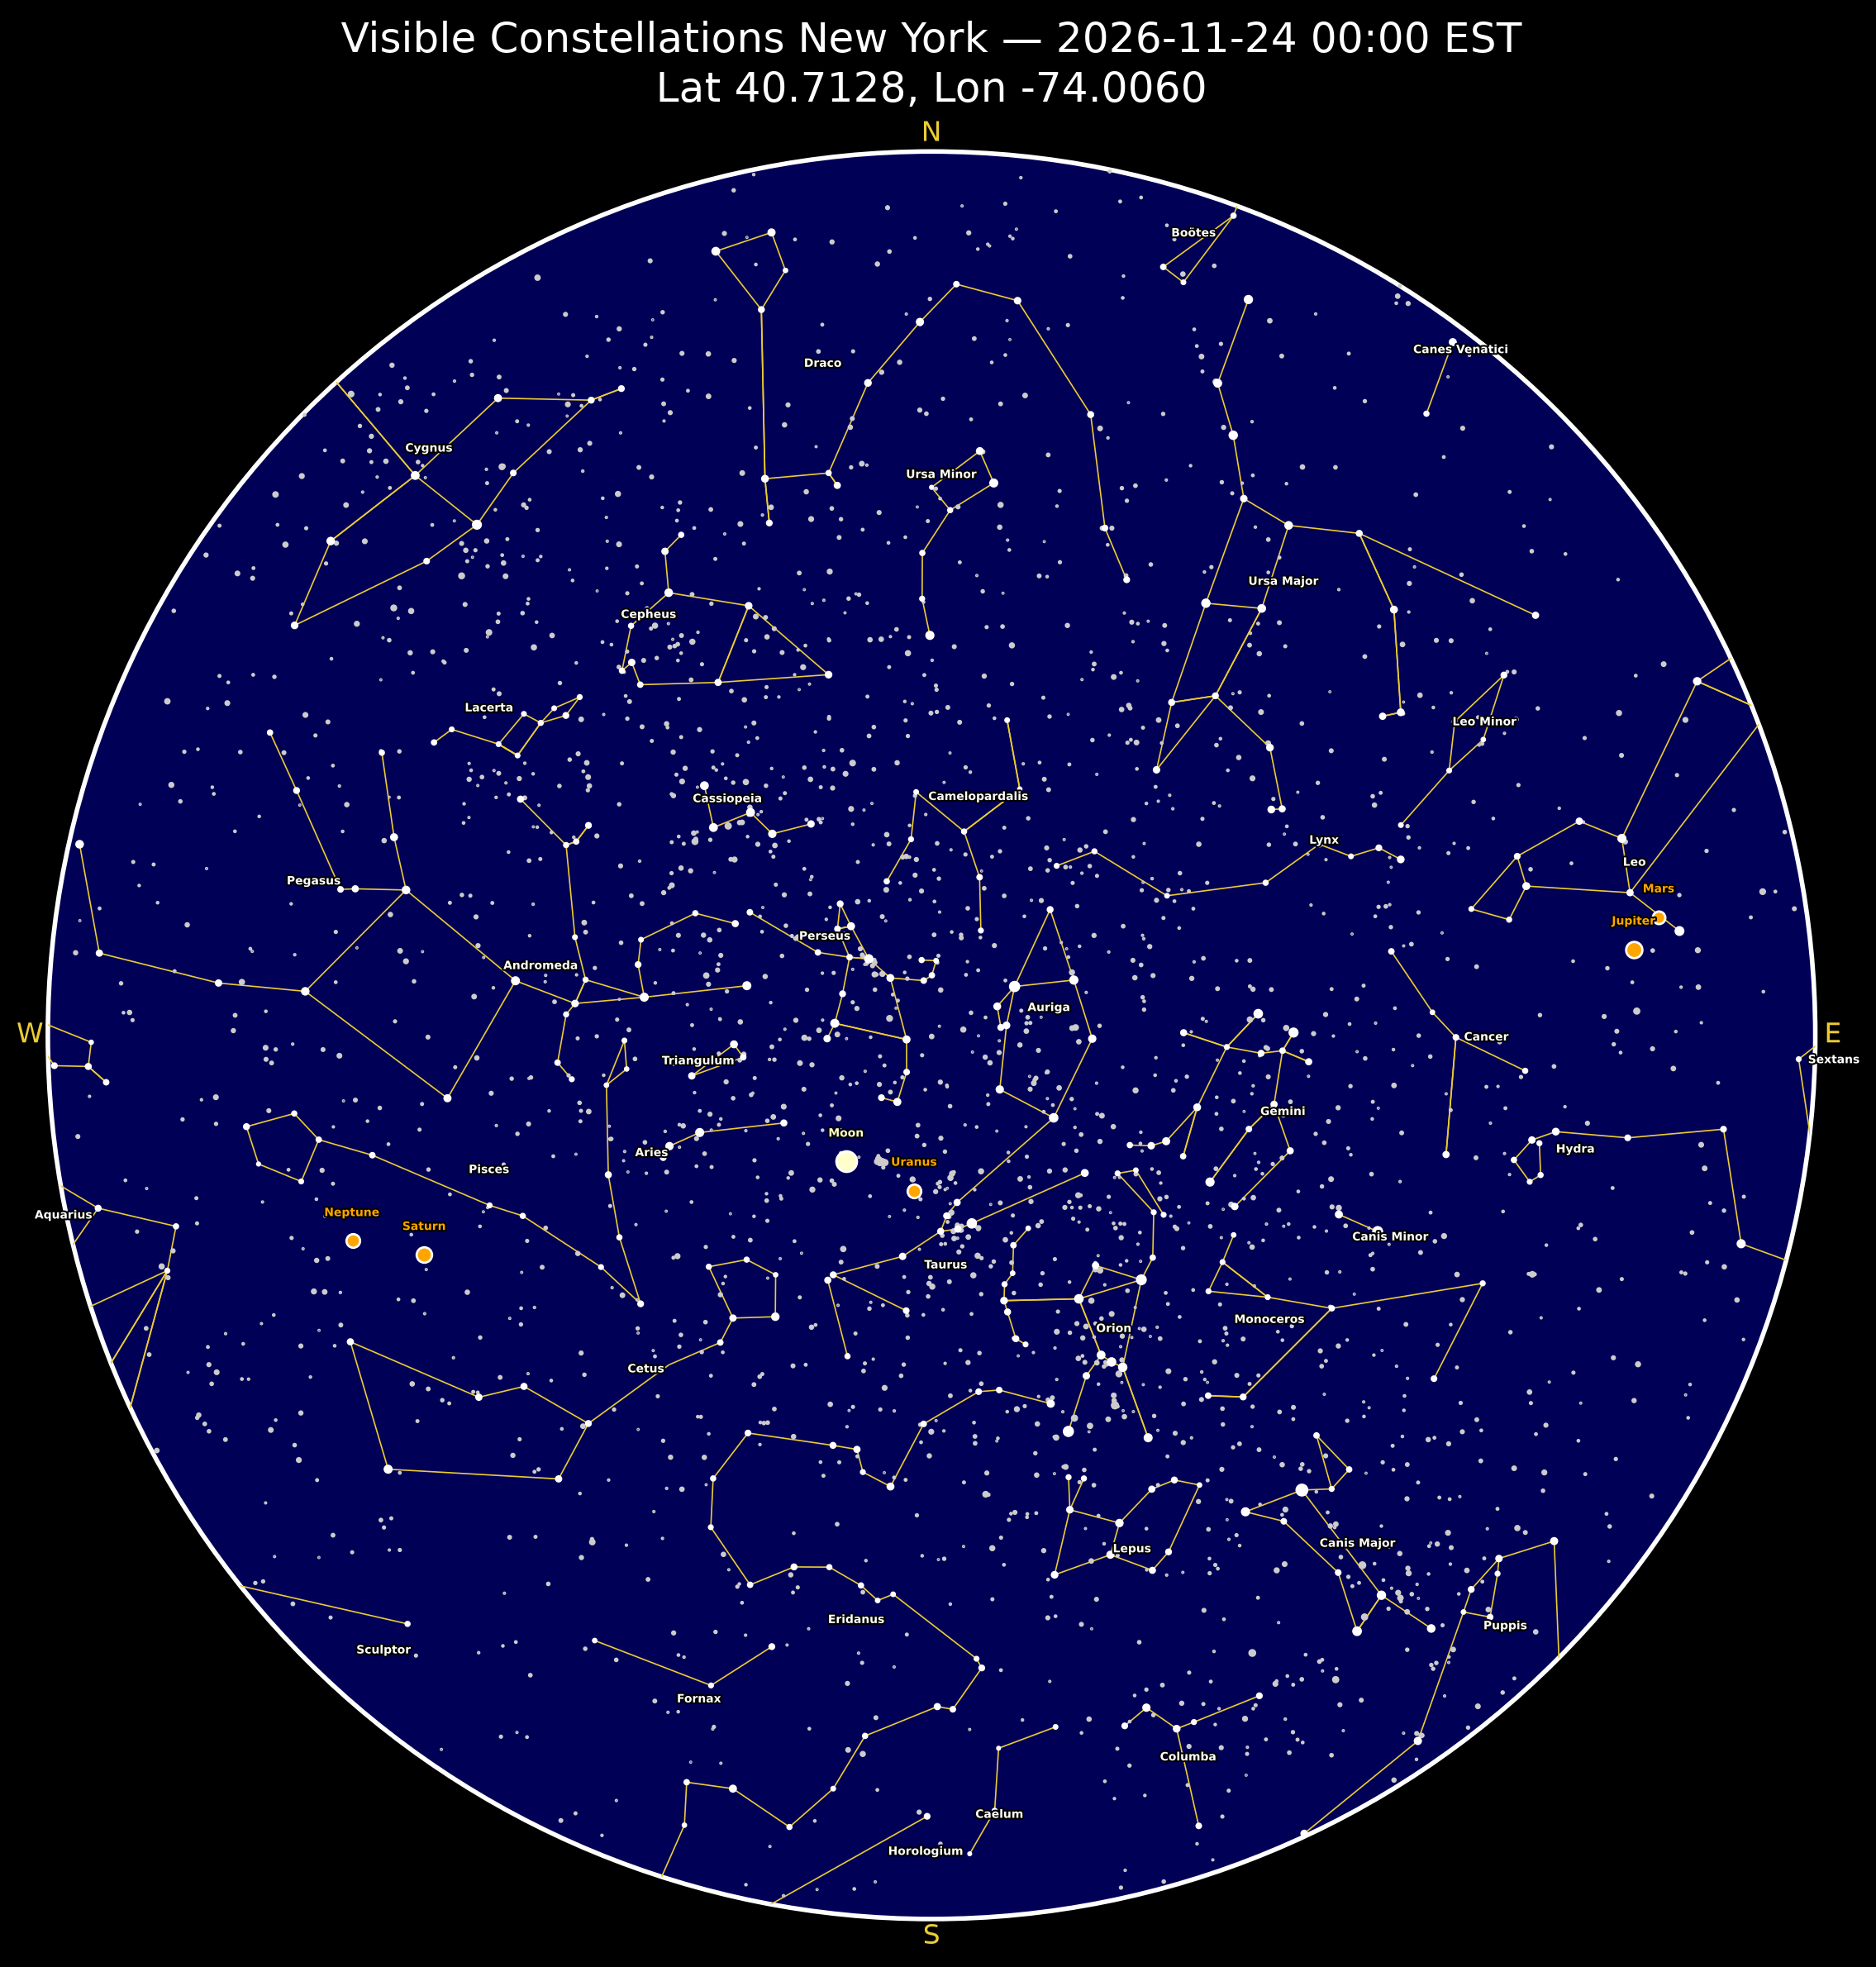 Visible Constellations New York — 2026-11-24 00:00 EST
Lat 40.7128, Lon -74.0060
N
Boötes
Canes Venatici
Draco
Cygnus
Ursa Minor
Ursa Major
Cepheus
Lacerta
Leo Minor
Cassiopeia
Camelopardalis
Lynx
Leo
Pegasus
Mars
Jupiter
Perseus
Andromeda
Auriga
W
E
Cancer
Triangulum
Sextans
Gemini
Moon
Aries
Hydra
Uranus
Pisces
Neptune
Aquarius
Saturn
Canis Minor
Taurus
Monoceros
Orion
Cetus
Canis Major
Lepus
Eridanus
Puppis
Sculptor
Fornax
Columba
Caelum
Horologium
S